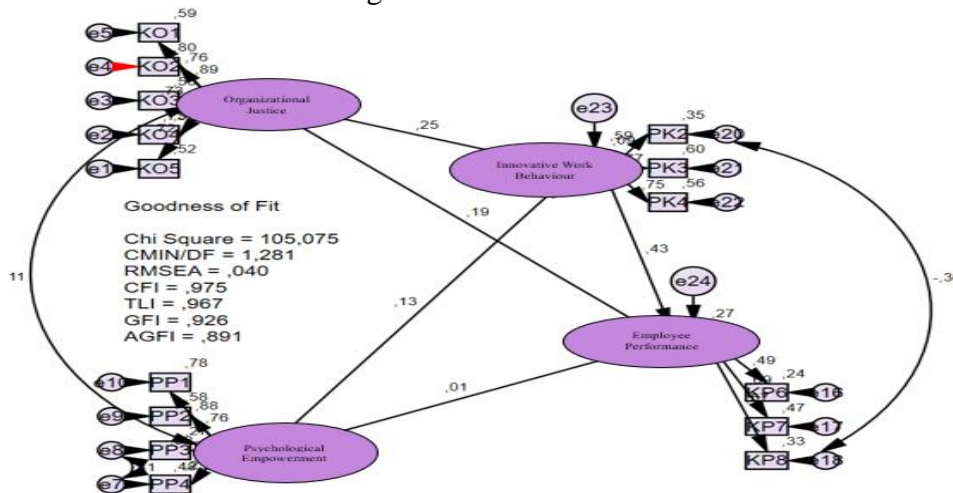 ,59
e5
KO1
,80
e4
KO2
,76
,89
e3
KO3
e2
KO4
e1
KO5
,52
Organizational
Justice
,25
e23
,35
,59
PK2
e20
,60
PK3
e21
Innovative Work
Behaviour
,75
,56
PK4
e22
Goodness of Fit
Chi Square = 105,075
CMIN/DF = 1,281
RMSEA = ,040
CFI = ,975
TLI = ,967
GFI = ,926
AGFI = ,891
,19
,43
11
,13
-,3
e24
,27
Employee
Performance
,49
,24
KP6
e16
,47
KP7
e17
,33
KP8
e18
,01
,78
e10
PP1
,58
e9
PP2
,88
,76
e8
PP3
e7
PP4
Psychological
Empowerment